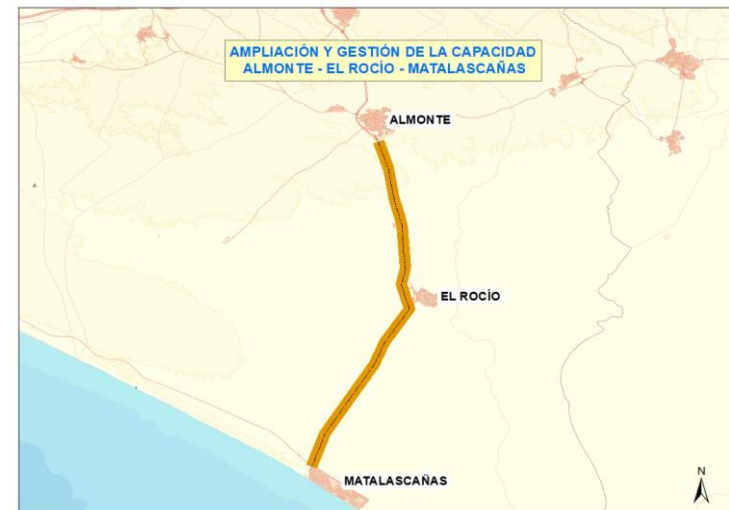 AMPLIACIÓN Y GESTIÓN DE LA CAPACIDAD
ALMONTE - EL ROCÍO - MATALASCAÑAS
ALMONTE
EL ROCÍO
MATALASCAÑAS
N